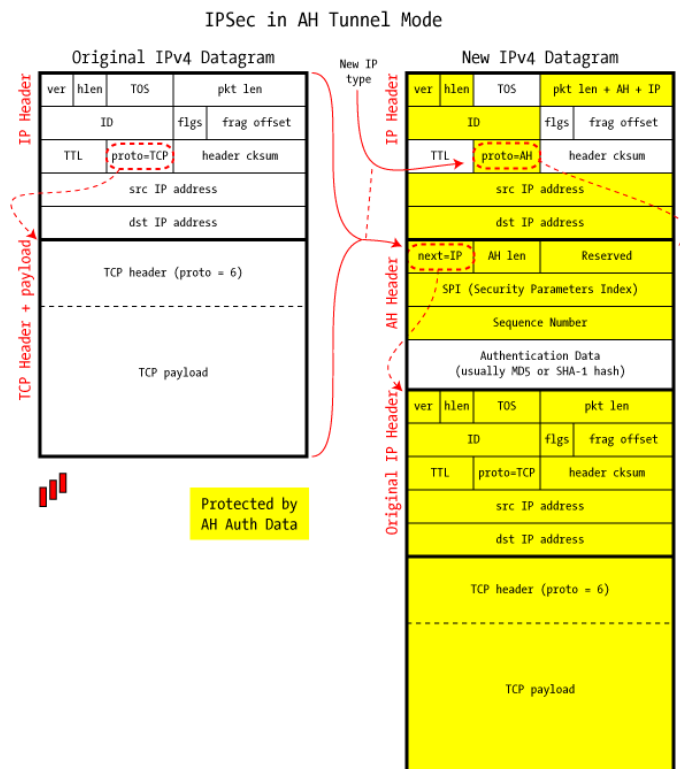 IPSec in AH Tunnel Mode
Original IPv4 Datagram
IP Header
ver hlen TOS pkt len
ID flgs frag offset
TTL proto=TCP header cksum
src IP address
dst IP address
TCP Header + payload
TCP header (proto = 6)
TCP payload
Protected by
AH Auth Data
New IP
type
New IPv4 Datagram
IP Header
ver hlen TOS pkt len + AH + IP
ID flgs frag offset
TTL proto=AH header cksum
src IP address
dst IP address
AH Header
next=IP AH len Reserved
SPI (Security Parameters Index)
Sequence Number
Authentication Data
(usually MD5 or SHA-1 hash)
Original IP Header
ver hlen TOS pkt len
ID flgs frag offset
TTL proto=TCP header cksum
src IP address
dst IP address
TCP header (proto = 6)
TCP payload